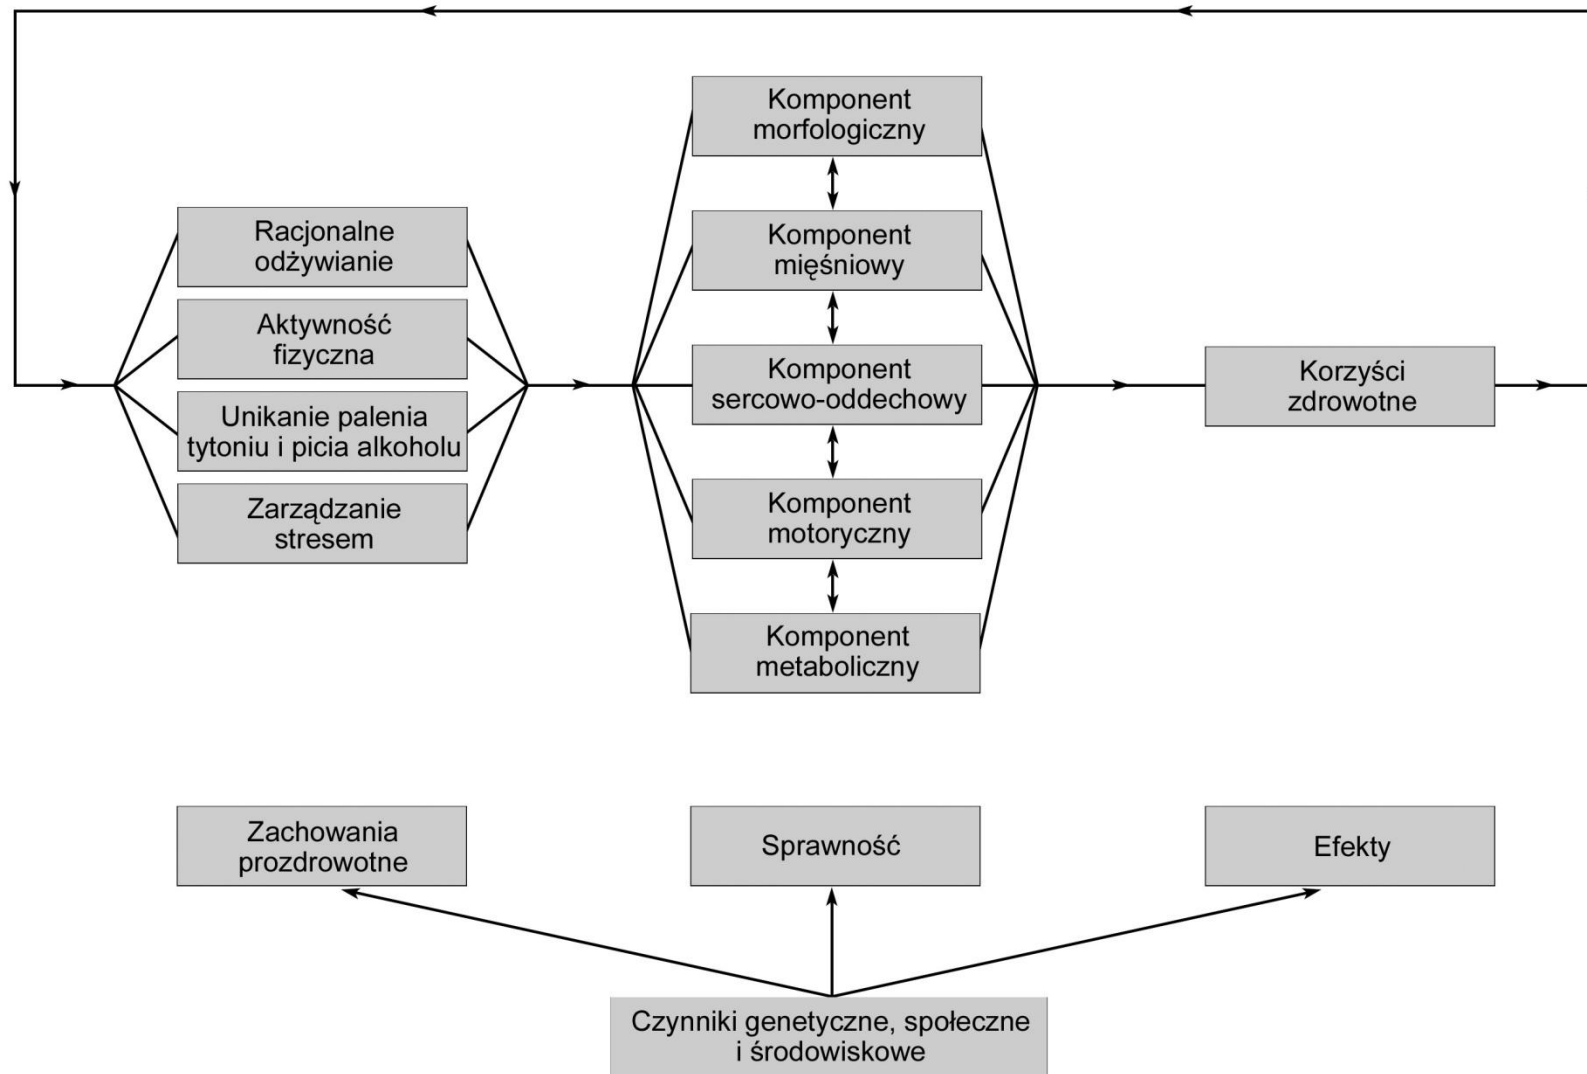 Komponent
morfologiczny
Racjonalne
odżywianie
Komponent
mięśniowy
Aktywność
fizyczna
Komponent
sercowo-oddechowy
Korzyści
zdrowotne
Unikanie palenia
tytoniu i picia alkoholu
Zarządzanie
stresem
Komponent
motoryczny
Komponent
metaboliczny
Zachowania
prozdrowotne
Sprawność
Efekty
Czynniki genetyczne, społeczne
i środowiskowe